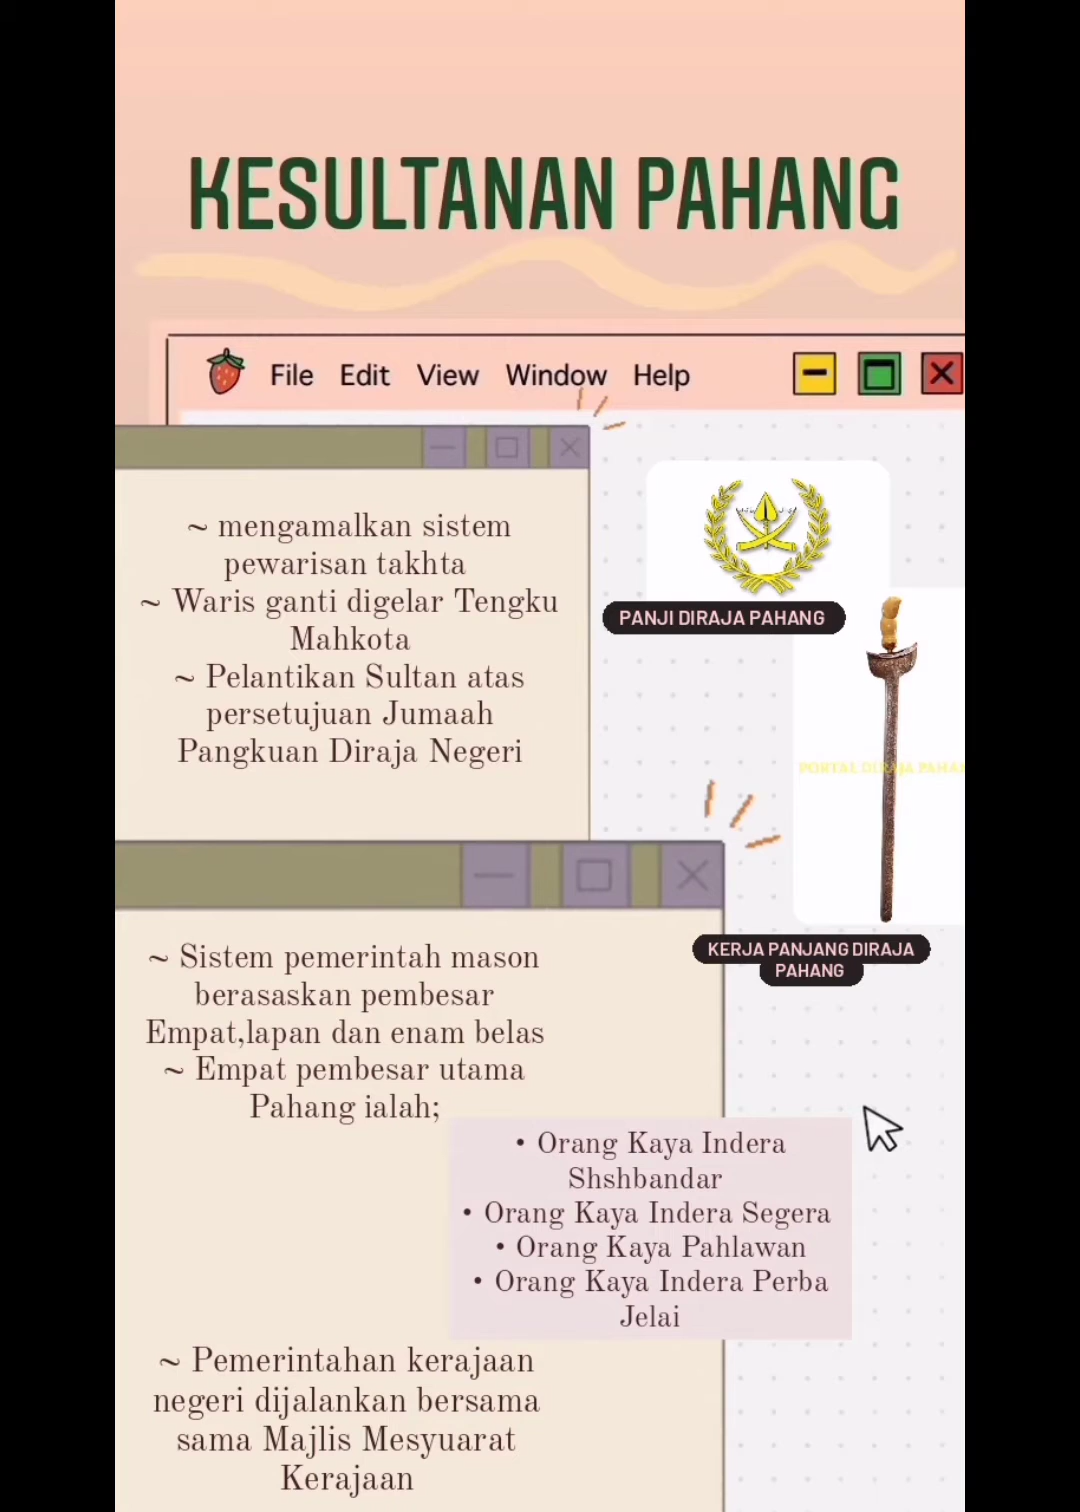 KESULTANAN PAHANG
File Edit View Window Help
~ mengamalkan sistem
pewarisan takhta
~ Waris ganti digelar Tengku
Mahkota
~ Pelantikan Sultan atas
persetujuan Jumaah
Pangkuan Diraja Negeri
PANJI DIRAJA PAHANG
PORTAL DIRAJA PAHA
KERJA PANJANG DIRAJA
PAHANG
~ Sistem pemerintah mason
berasaskan pembesar
Empat,lapan dan enam belas
~ Empat pembesar utama
Pahang ialah;
• Orang Kaya Indera
Shshbandar
• Orang Kaya Indera Segera
• Orang Kaya Pahlawan
• Orang Kaya Indera Perba
Jelai
~ Pemerintahan kerajaan
negeri dijalankan bersama
sama Majlis Mesyuarat
Kerajaan